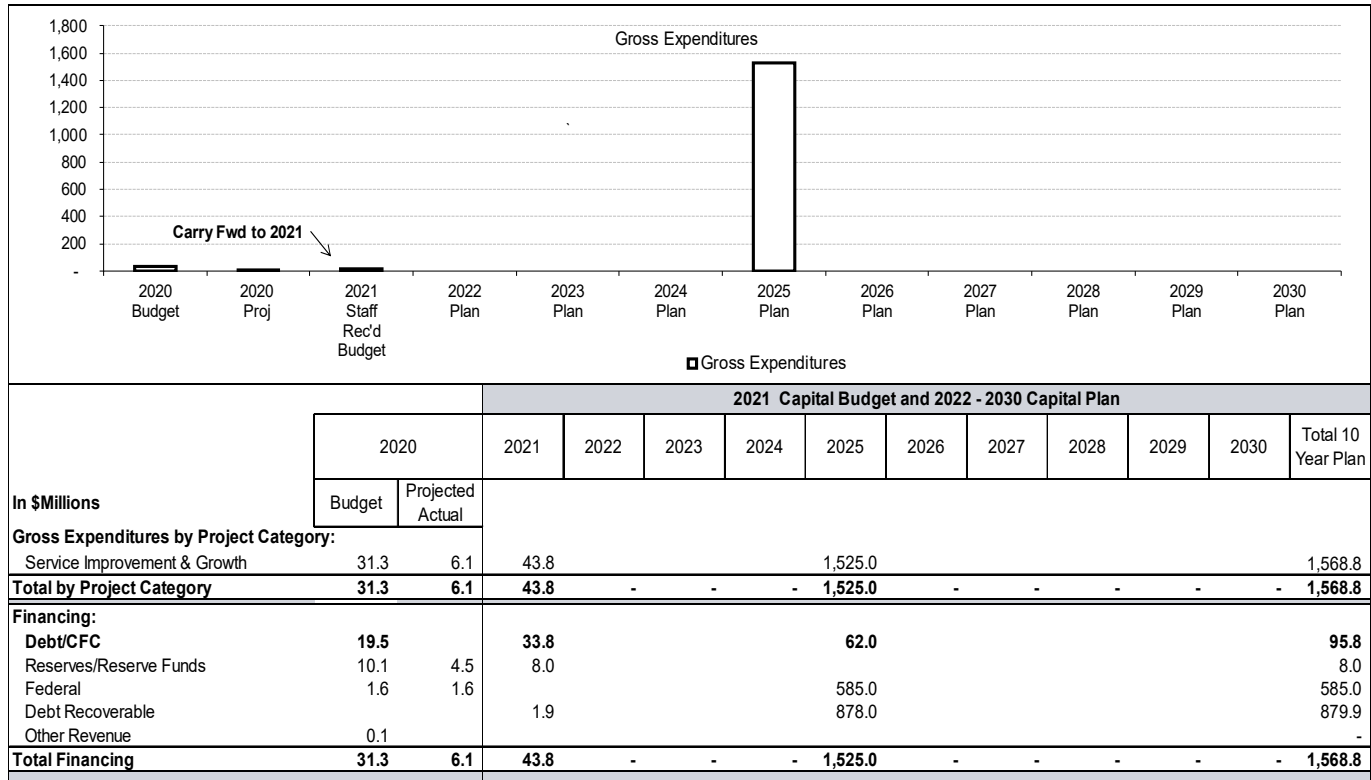 Gross Expenditures
1,800
1,600
1,400
1,200
1,000
800
600
400
200
-
Carry Fwd to 2021
2020 Budget
2020 Proj
2021 Staff Rec'd Budget
2022 Plan
2023 Plan
2024 Plan
2025 Plan
2026 Plan
2027 Plan
2028 Plan
2029 Plan
2030 Plan
Gross Expenditures
2021 Capital Budget and 2022 - 2030 Capital Plan
2020 2021 2022 2023 2024 2025 2026 2027 2028 2029 2030 Total 10 Year Plan
In $Millions Budget Projected Actual
Gross Expenditures by Project Category:
Service Improvement & Growth 31.3 6.1 43.8 1,525.0 1,568.8
Total by Project Category 31.3 6.1 43.8 - - - 1,525.0 - - - - - 1,568.8
Financing:
Debt/CFC 19.5 33.8 62.0 95.8
Reserves/Reserve Funds 10.1 4.5 8.0 8.0
Federal 1.6 1.6 585.0 585.0
Debt Recoverable 1.9 878.0 879.9
Other Revenue 0.1 -
Total Financing 31.3 6.1 43.8 - - - 1,525.0 - - - - - 1,568.8